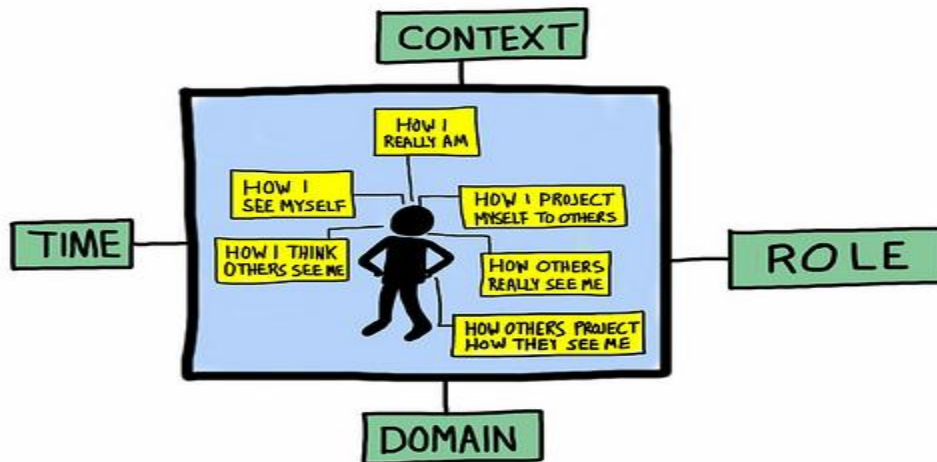 CONTEXT
HOW I
REALLY AM
HOW I
SEE MYSELF
HOW I PROJECT
MYSELF TO OTHERS
TIME
HOW I THINK
OTHERS SEE ME
HOW OTHERS
REALLY SEE ME
ROLE
HOW OTHERS PROJECT
HOW THEY SEE ME
DOMAIN